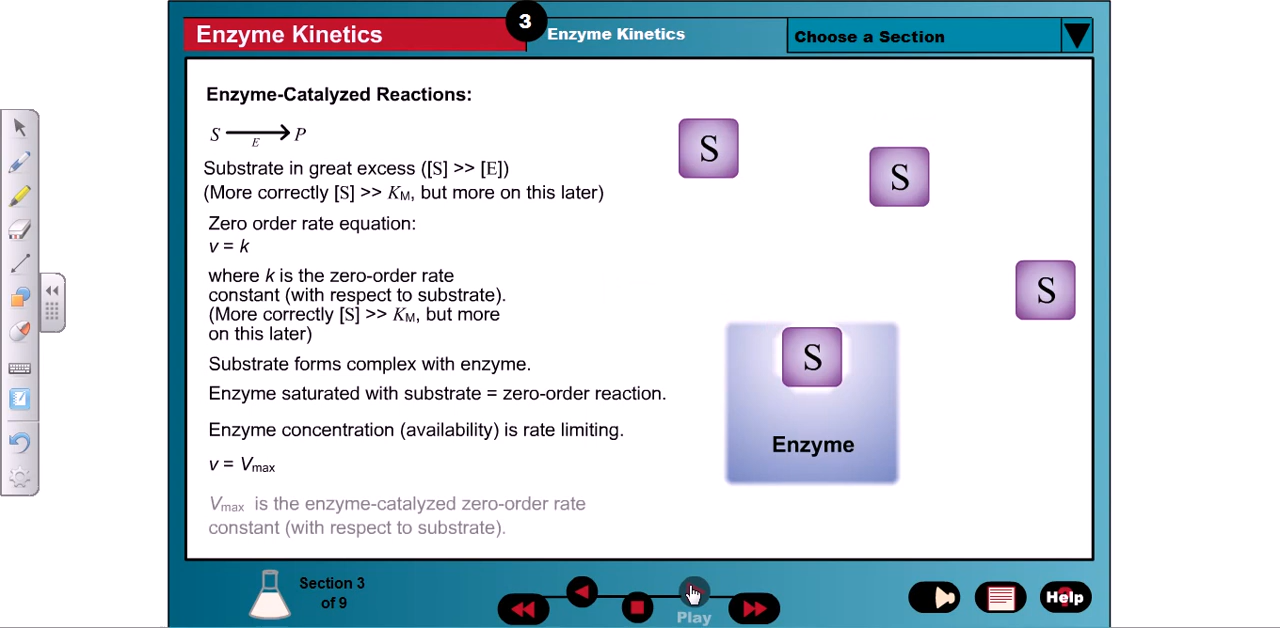 Enzyme Kinetics
3
Enzyme Kinetics
Choose a Section
Enzyme-Catalyzed Reactions:
S ⟶ P
E
Substrate in great excess ([S] >> [E])
(More correctly [S] >> KM, but more on this later)
Zero order rate equation:
v = k
where k is the zero-order rate
constant (with respect to substrate).
(More correctly [S] >> KM, but more
on this later)
Substrate forms complex with enzyme.
Enzyme saturated with substrate = zero-order reaction.
Enzyme concentration (availability) is rate limiting.
v = Vmax
Vmax is the enzyme-catalyzed zero-order rate
constant (with respect to substrate).
S
S
S
S
Enzyme
Section 3
of 9
Play
Help